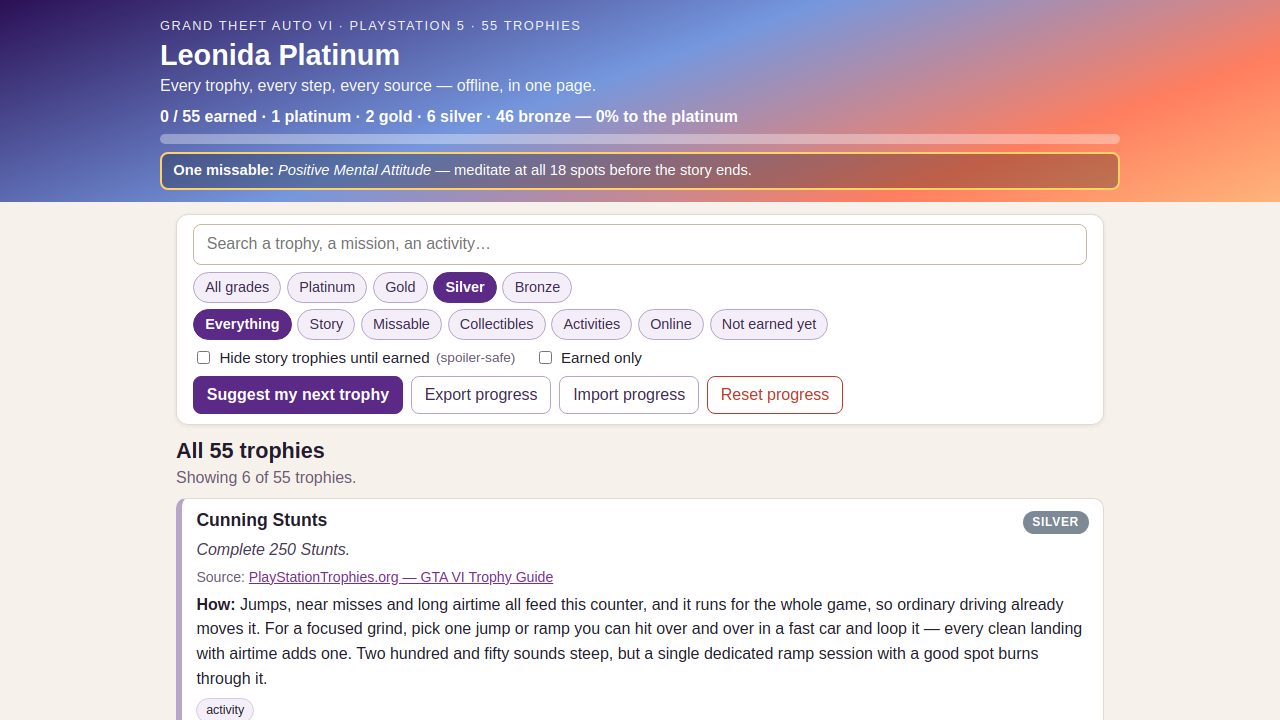 GRAND THEFT AUTO VI · PLAYSTATION 5 · 55 TROPHIES
Leonida Platinum
Every trophy, every step, every source — offline, in one page.
0 / 55 earned · 1 platinum · 2 gold · 6 silver · 46 bronze — 0% to the platinum
One missable: Positive Mental Attitude — meditate at all 18 spots before the story ends.
Search a trophy, a mission, an activity…
All grades Platinum Gold Silver Bronze
Everything Story Missable Collectibles Activities Online Not earned yet
Hide story trophies until earned (spoiler-safe) Earned only
Suggest my next trophy Export progress Import progress Reset progress
All 55 trophies
Showing 6 of 55 trophies.
Cunning Stunts SILVER
Complete 250 Stunts.
Source: PlayStationTrophies.org — GTA VI Trophy Guide
How: Jumps, near misses and long airtime all feed this counter, and it runs for the whole game, so ordinary driving already
moves it. For a focused grind, pick one jump or ramp you can hit over and over in a fast car and loop it — every clean landing
with airtime adds one. Two hundred and fifty sounds steep, but a single dedicated ramp session with a good spot burns
through it.
activity